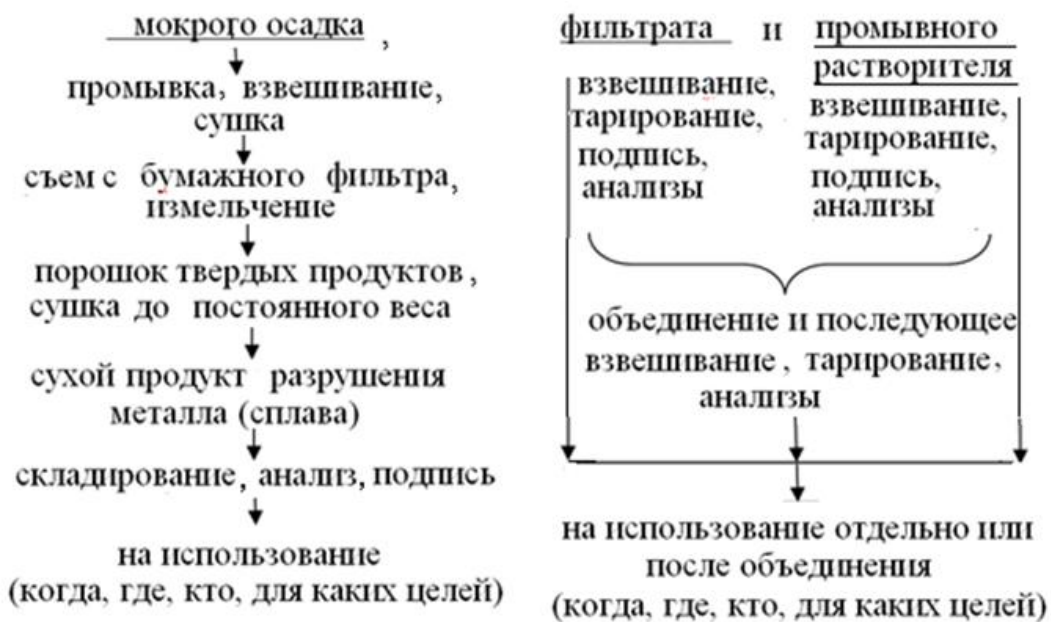 мокрого осадка ,
промывка, взвешивание,
сушка
съем с бумажного фильтра,
измельчение
порошок твердых продуктов ,
сушка до постоянного веса
сухой продукт разрушения
металла (сплава)
складирование, анализ, подпись
на использование
(когда, где, кто, для каких целей)
фильтрата и промывного
растворителя
взвешивание,
тарирование,
подпись,
анализы
взвешивание,
тарирование,
подпись,
анализы
объединение и последующее
взвешивание , тарирование,
анализы
на использование отдельно или
после объединения
(когда, где, кто, для каких целей)